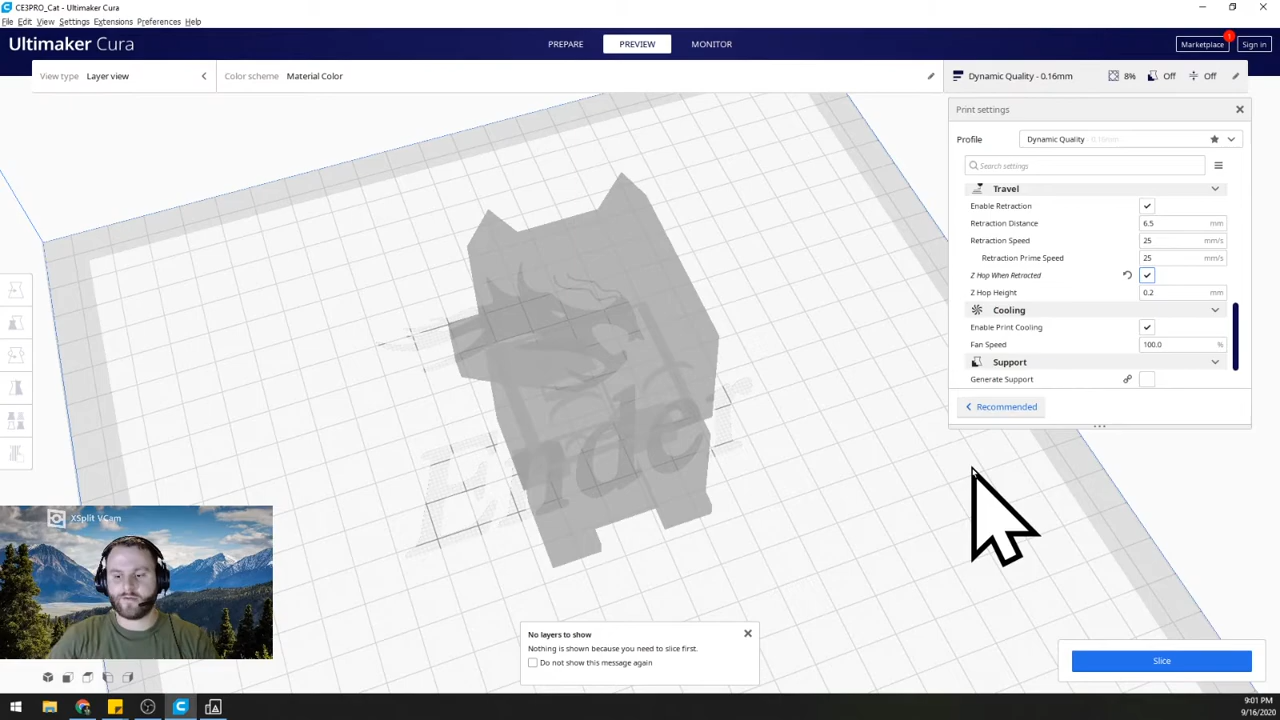 CE3PRO_Cat - Ultimaker Cura
File Edit View Settings Extensions Preferences Help
Ultimaker Cura
PREPARE PREVIEW MONITOR
Marketplace 1 Sign in
View type Layer view
Color scheme Material Color
Dynamic Quality - 0.16mm 8% Off Off
Print settings
Profile Dynamic Quality - 0.16mm
Search settings
Travel
Enable Retraction
Retraction Distance 6.5 mm
Retraction Speed 25 mm/s
Retraction Prime Speed 25 mm/s
Z Hop When Retracted
Z Hop Height 0.2 mm
Cooling
Enable Print Cooling
Fan Speed 100.0 %
Support
Generate Support
Recommended
Ender
XSplit VCam
No layers to show
Nothing is shown because you need to slice first.
Do not show this message again
Slice
9:01 PM
9/16/2020